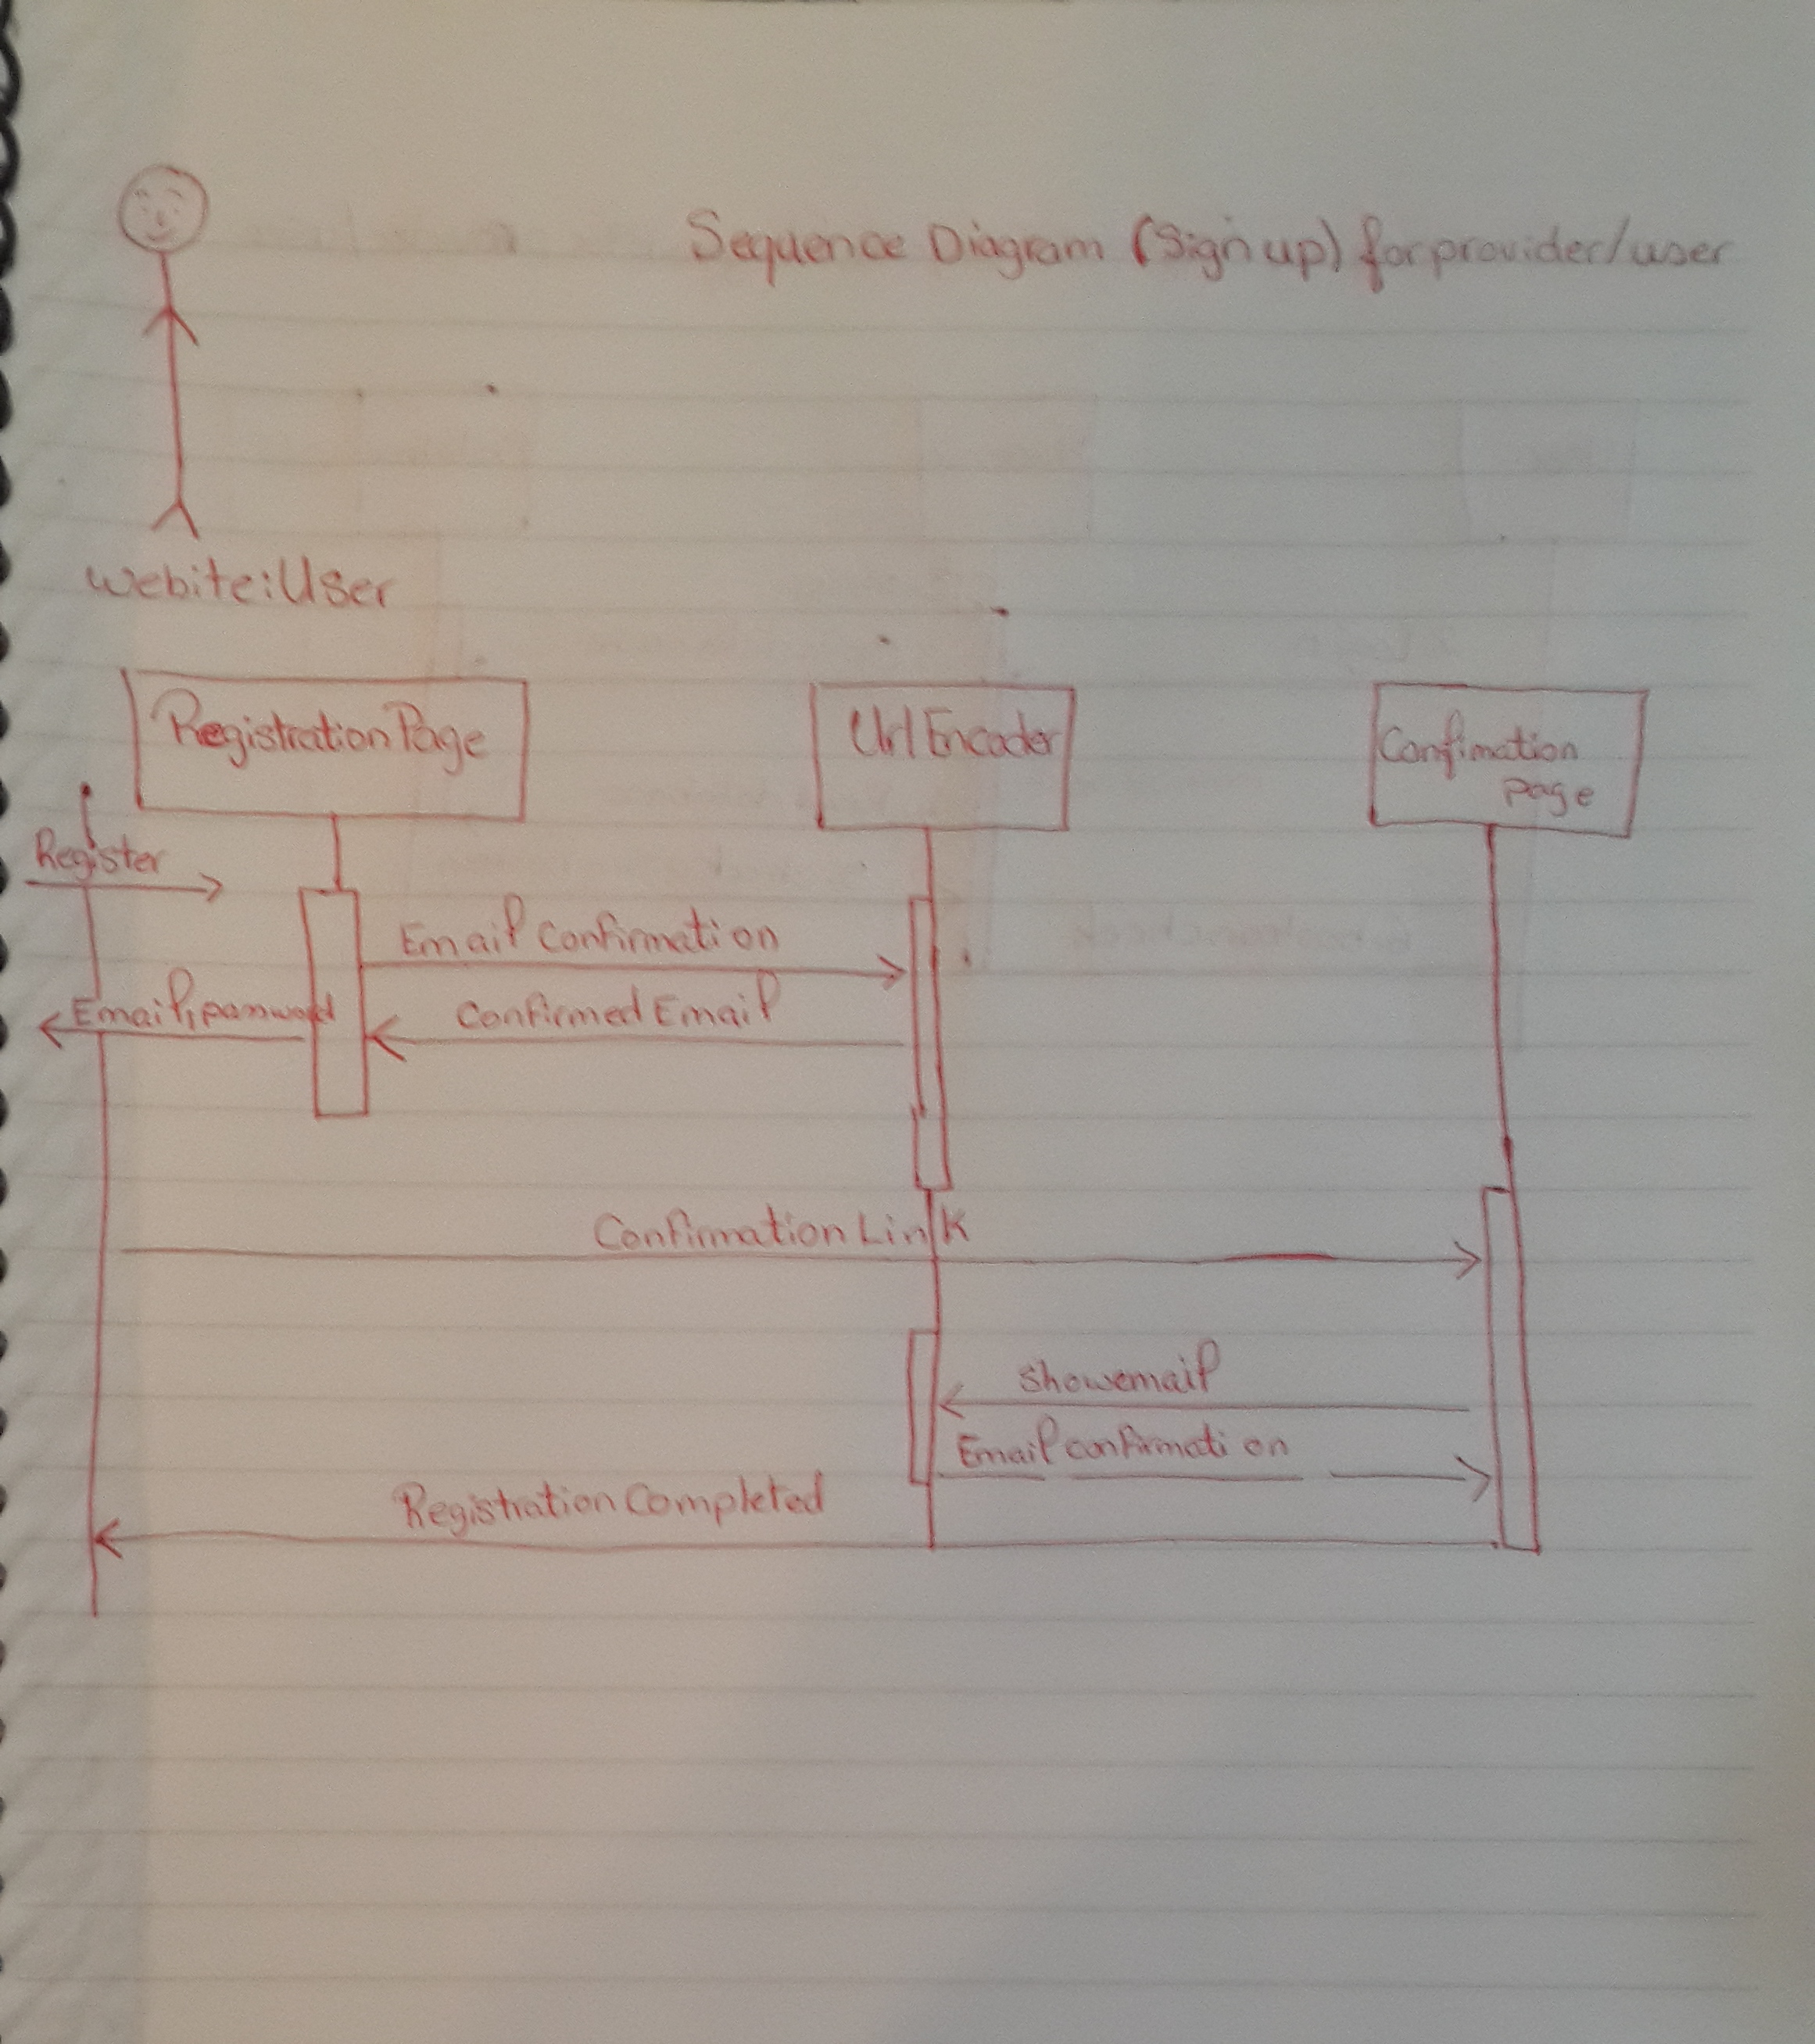 Sequence Diagram (Sign up) for provider/user
webite:User
Registration Page
Url Encoder
Confimation
page
Register
Email Confirmation
Email, password
Confirmed Email
Confirmation Link
showemail
Email confirmation
Registration Completed